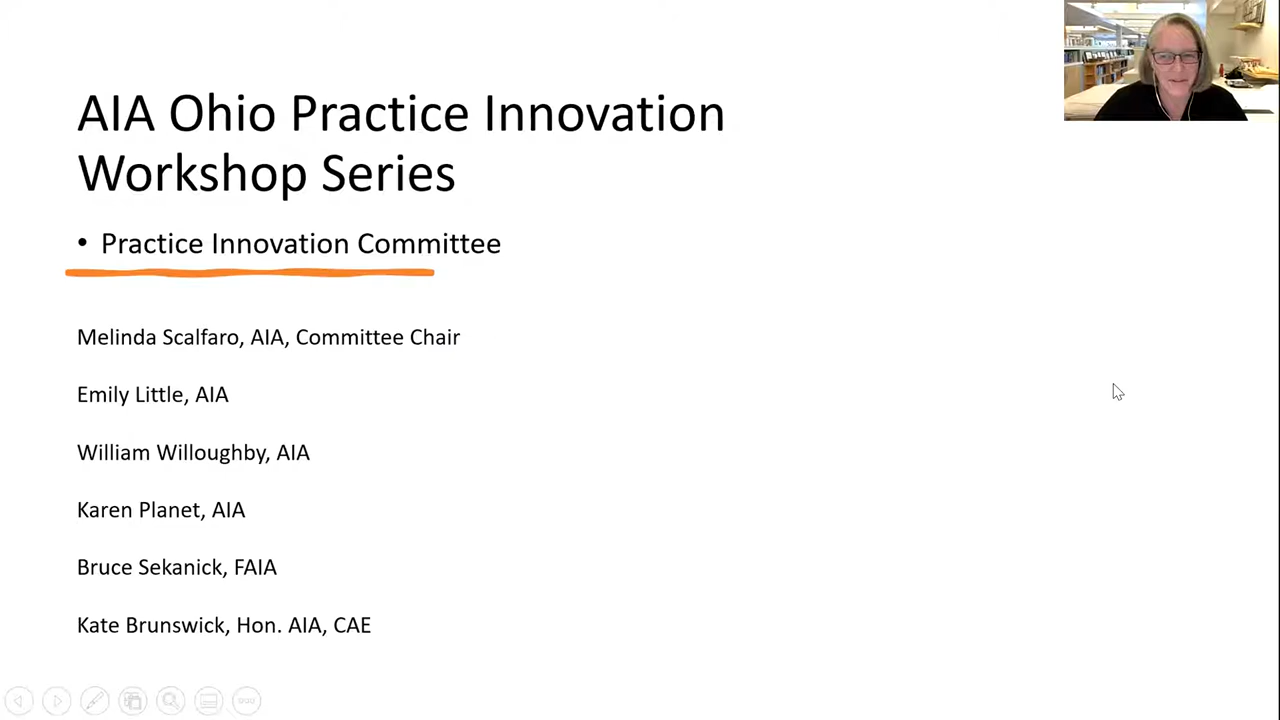 AIA Ohio Practice Innovation
Workshop Series
• Practice Innovation Committee
Melinda Scalfaro, AIA, Committee Chair
Emily Little, AIA
William Willoughby, AIA
Karen Planet, AIA
Bruce Sekanick, FAIA
Kate Brunswick, Hon. AIA, CAE